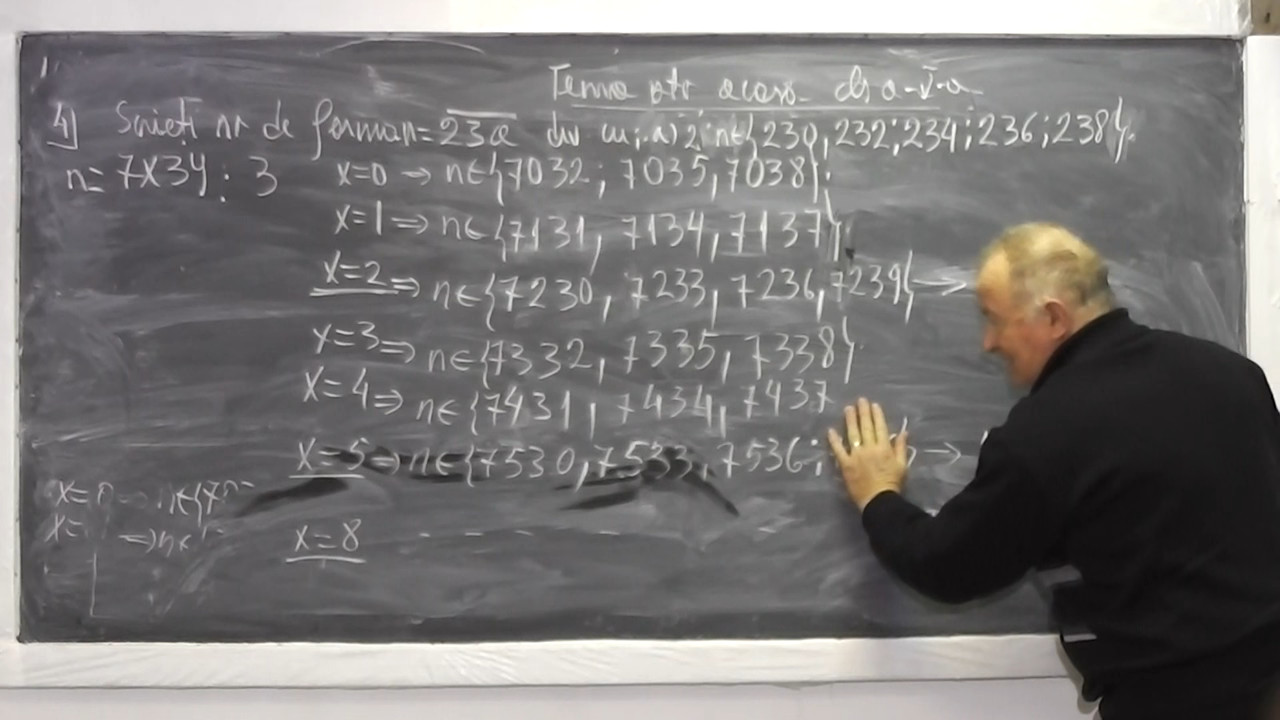 Tema ptr acasă cls a-V-a
4) Scrieți nr de forma n=23a div cu: a) 2; n∈{230, 232; 234; 236; 238}.
n=7x3y ⋮ 3 x=0 → n∈{7032; 7035, 7038};
x=1 ⇒ n∈{7131, 7134, 7137};
x=2 ⇒ n∈{7230, 7233, 7236, 7239} →
x=3 ⇒ n∈{7332, 7335, 7338}.
x=4 ⇒ n∈{7431, 7434, 7437
x=5 ⇒ n∈{7530, 7533, 7536; →
x=8 - - - -